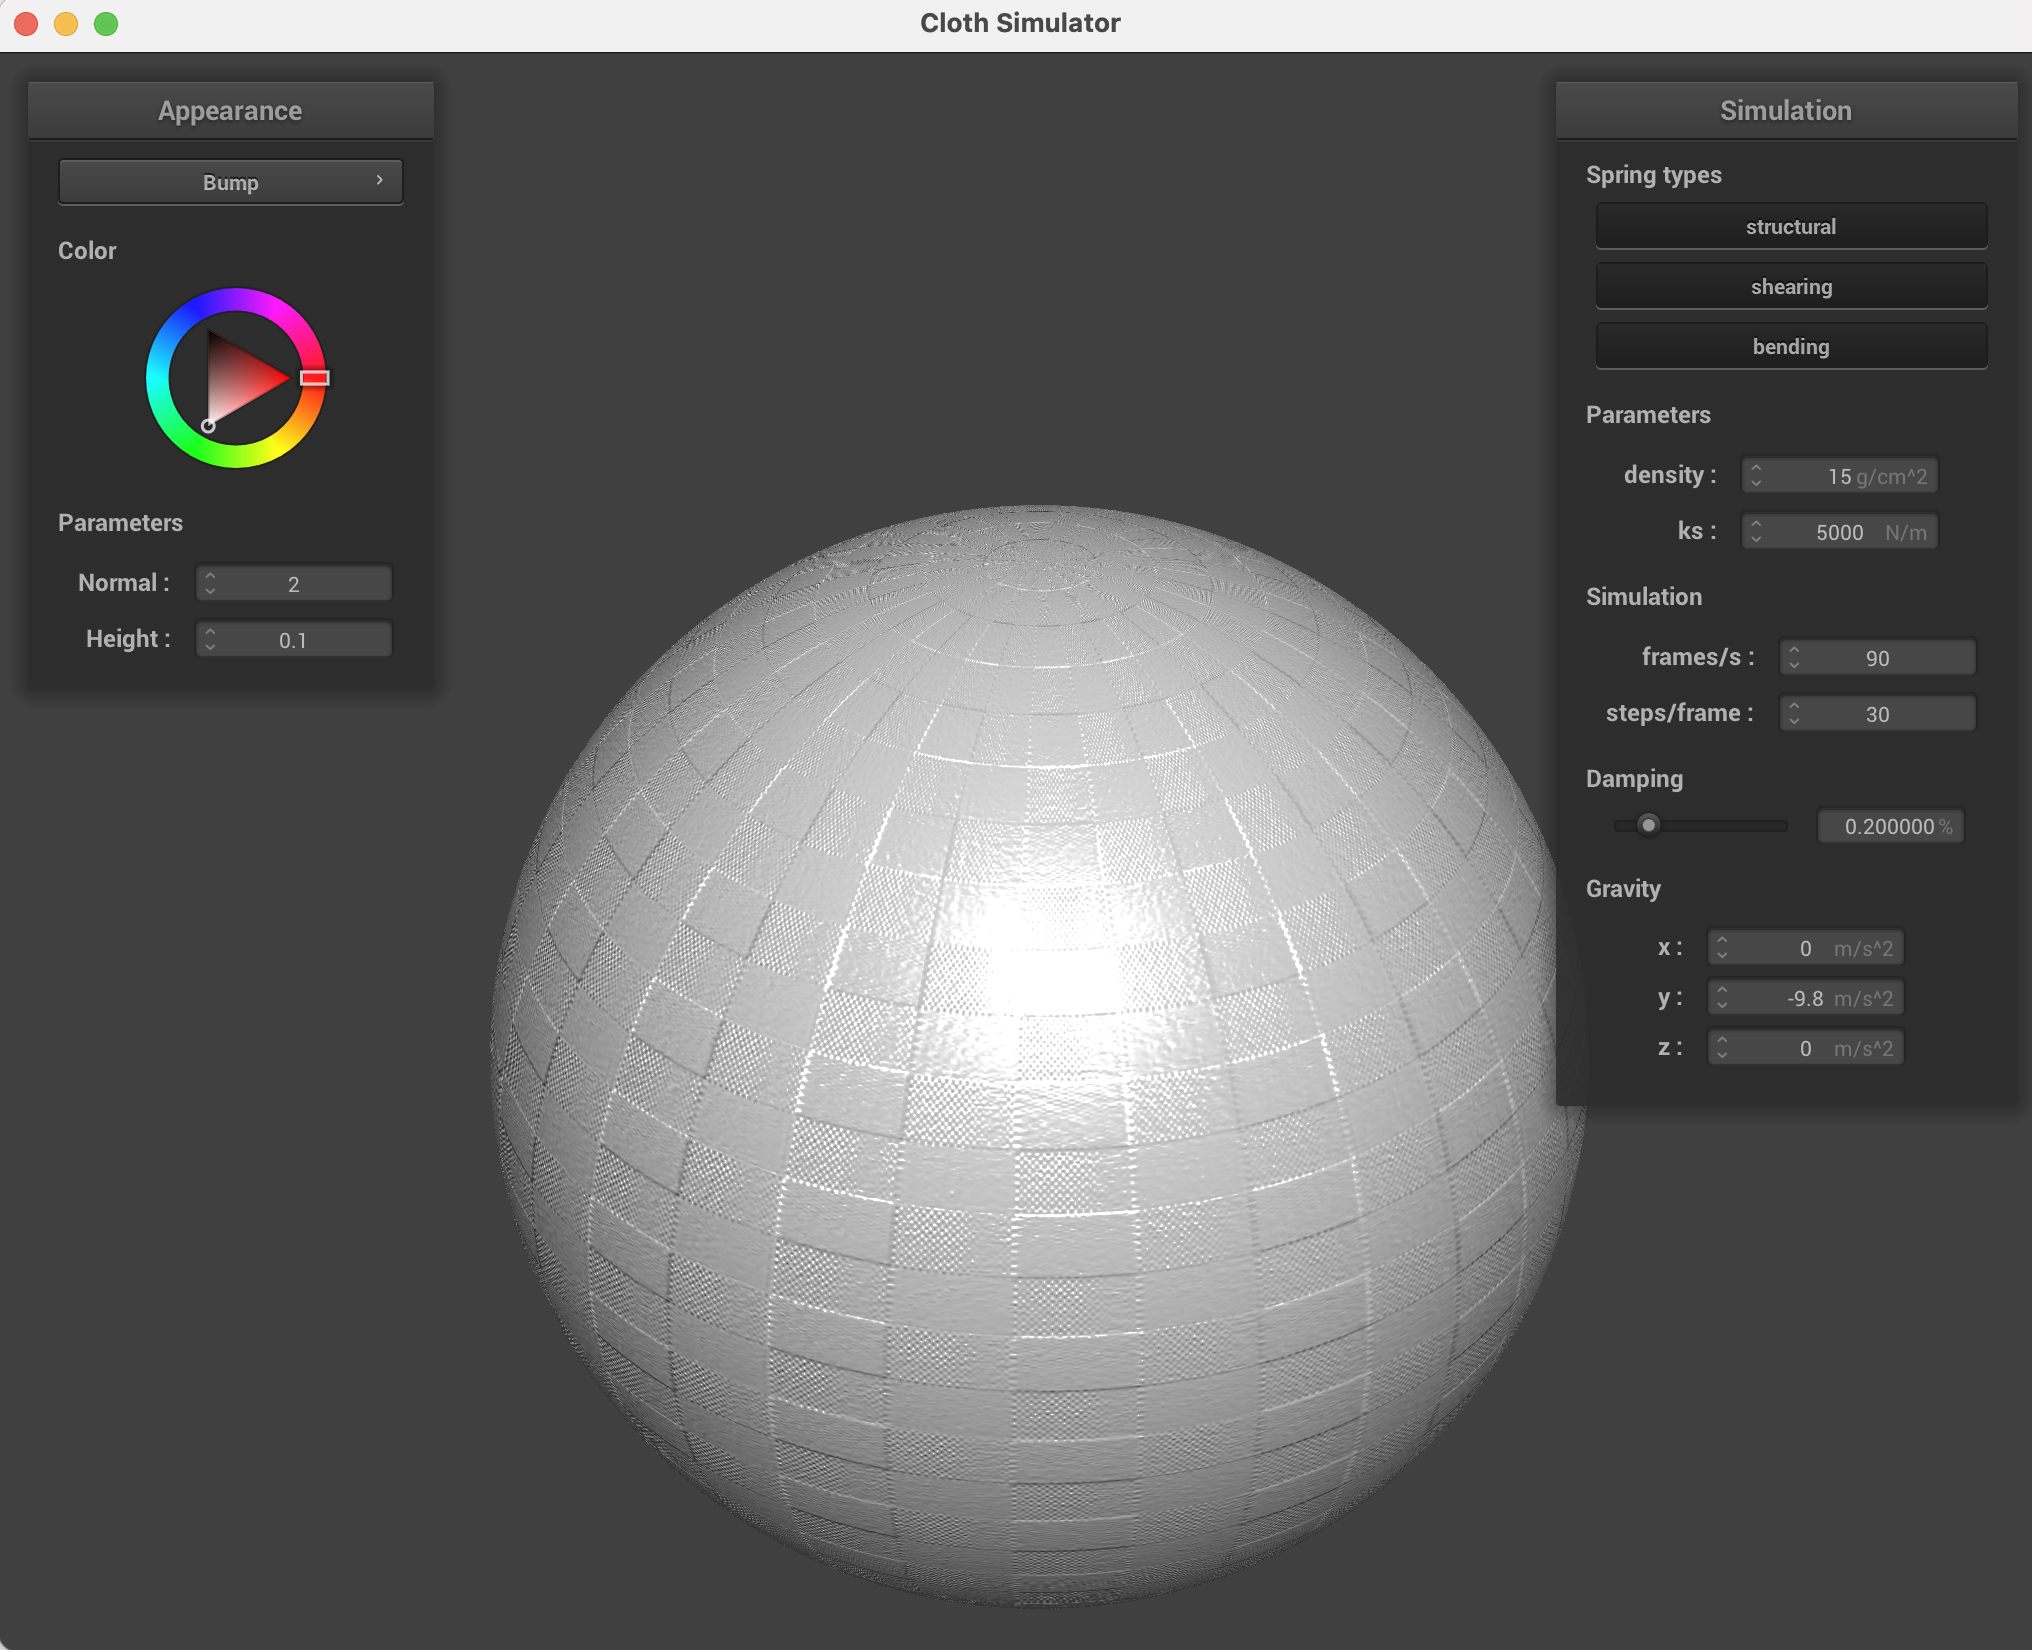 Cloth Simulator
Appearance
Bump
Color
Parameters
Normal : 2
Height : 0.1
Simulation
Spring types
structural
shearing
bending
Parameters
density : 15 g/cm^2
ks : 5000 N/m
Simulation
frames/s : 90
steps/frame : 30
Damping
0.200000 %
Gravity
x : 0 m/s^2
y : -9.8 m/s^2
z : 0 m/s^2